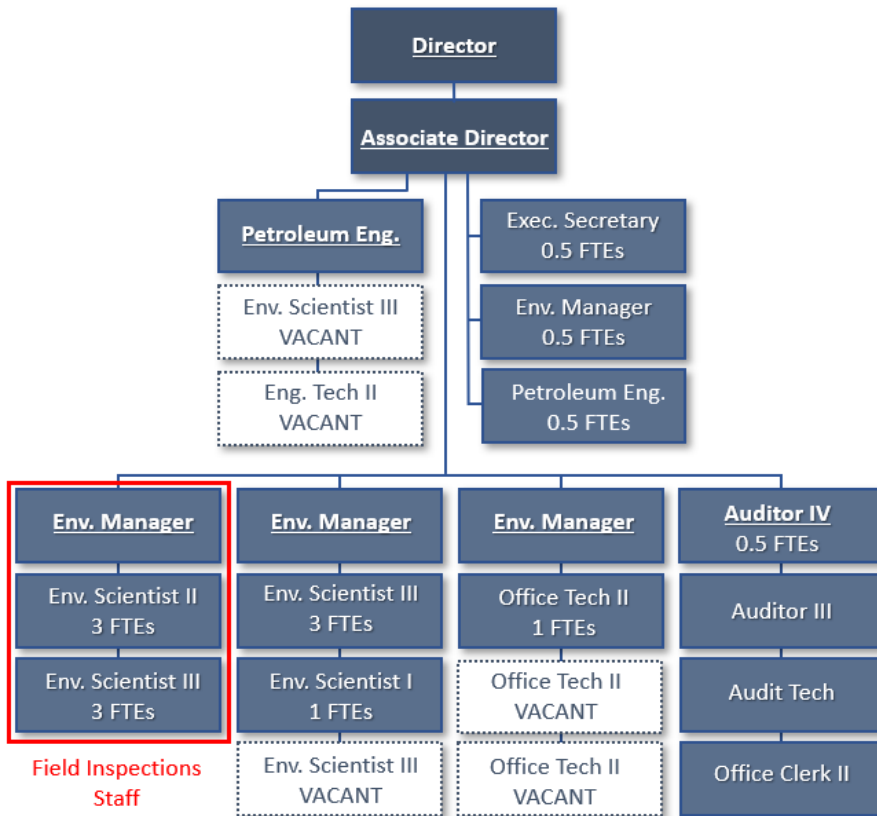 Director
Associate Director
Petroleum Eng.
Env. Scientist III
VACANT
Eng. Tech II
VACANT
Exec. Secretary
0.5 FTEs
Env. Manager
0.5 FTEs
Petroleum Eng.
0.5 FTEs
Env. Manager
Env. Scientist II
3 FTEs
Env. Scientist III
3 FTEs
Field Inspections
Staff
Env. Manager
Env. Scientist III
3 FTEs
Env. Scientist I
1 FTEs
Env. Scientist III
VACANT
Env. Manager
Office Tech II
1 FTEs
Office Tech II
VACANT
Office Tech II
VACANT
Auditor IV
0.5 FTEs
Auditor III
Audit Tech
Office Clerk II